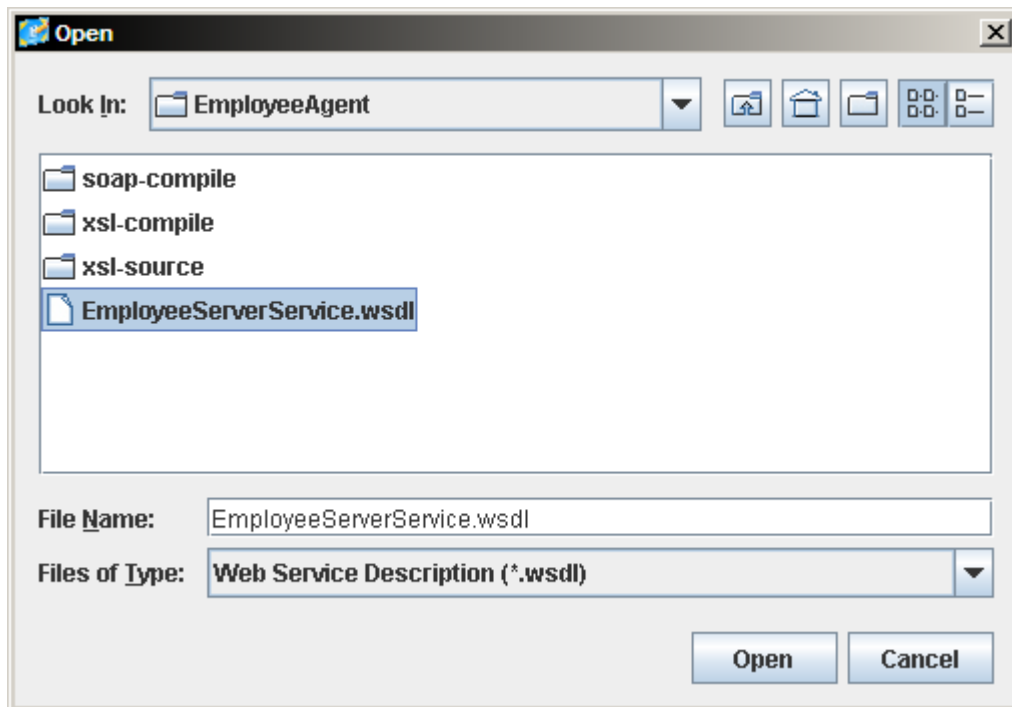 Open
Look In: EmployeeAgent
soap-compile
xsl-compile
xsl-source
EmployeeServerService.wsdl
File Name: EmployeeServerService.wsdl
Files of Type: Web Service Description (*.wsdl)
Open Cancel